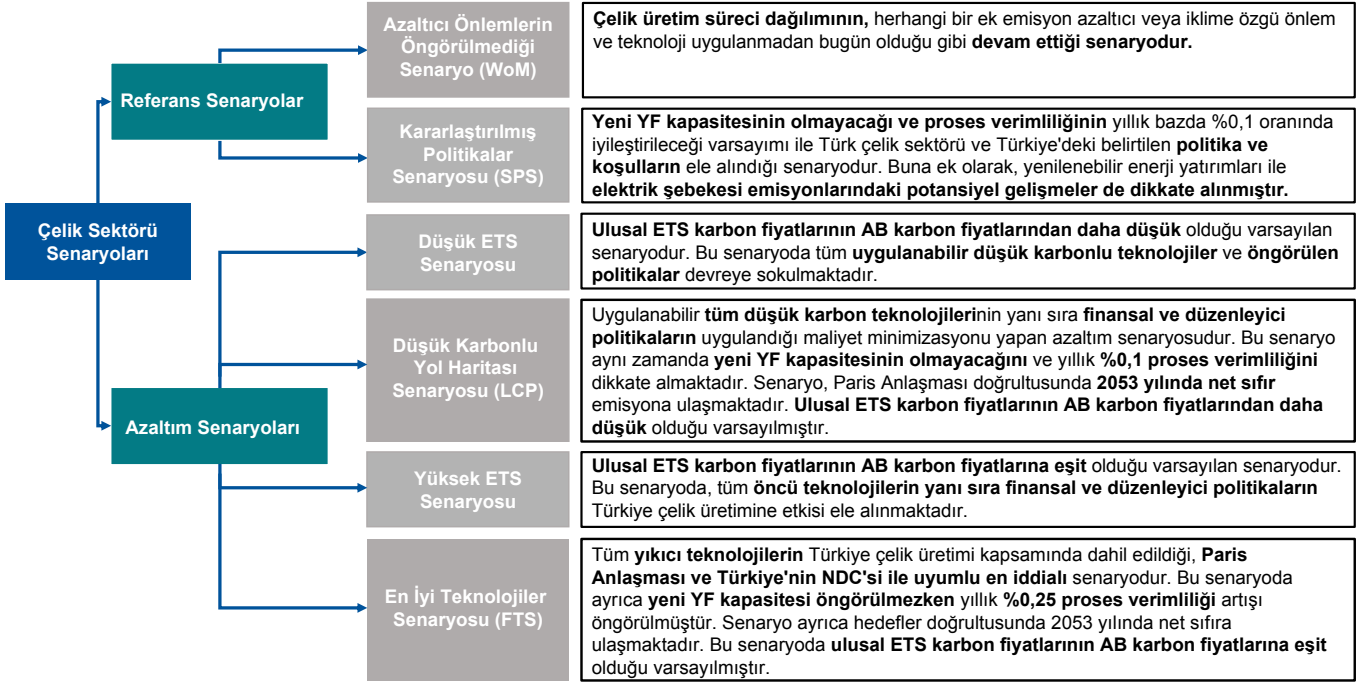 Çelik Sektörü
Senaryoları
Referans Senaryolar
Azaltıcı Önlemlerin
Öngörülmediği
Senaryo (WoM)
Çelik üretim süreci dağılımının, herhangi bir ek emisyon azaltıcı veya iklime özgü önlem
ve teknoloji uygulanmadan bugün olduğu gibi devam ettiği senaryodur.
Kararlaştırılmış
Politikalar
Senaryosu (SPS)
Yeni YF kapasitesinin olmayacağı ve proses verimliliğinin yıllık bazda %0,1 oranında
iyileştirileceği varsayımı ile Türk çelik sektörü ve Türkiye'deki belirtilen politika ve
koşulların ele alındığı senaryodur. Buna ek olarak, yenilenebilir enerji yatırımları ile
elektrik şebekesi emisyonlarındaki potansiyel gelişmeler de dikkate alınmıştır.
Azaltım Senaryoları
Düşük ETS
Senaryosu
Ulusal ETS karbon fiyatlarının AB karbon fiyatlarından daha düşük olduğu varsayılan
senaryodur. Bu senaryoda tüm uygulanabilir düşük karbonlu teknolojiler ve öngörülen
politikalar devreye sokulmaktadır.
Düşük Karbonlu
Yol Haritası
Senaryosu (LCP)
Uygulanabilir tüm düşük karbon teknolojilerinin yanı sıra finansal ve düzenleyici
politikaların uygulandığı maliyet minimizasyonu yapan azaltım senaryosudur. Bu senaryo
aynı zamanda yeni YF kapasitesinin olmayacağını ve yıllık %0,1 proses verimliliğini
dikkate almaktadır. Senaryo, Paris Anlaşması doğrultusunda 2053 yılında net sıfır
emisyona ulaşmaktadır. Ulusal ETS karbon fiyatlarının AB karbon fiyatlarından daha
düşük olduğu varsayılmıştır.
Yüksek ETS
Senaryosu
Ulusal ETS karbon fiyatlarının AB karbon fiyatlarına eşit olduğu varsayılan senaryodur.
Bu senaryoda, tüm öncü teknolojilerin yanı sıra finansal ve düzenleyici politikaların
Türkiye çelik üretimine etkisi ele alınmaktadır.
En İyi Teknolojiler
Senaryosu (FTS)
Tüm yıkıcı teknolojilerin Türkiye çelik üretimi kapsamında dahil edildiği, Paris
Anlaşması ve Türkiye'nin NDC'si ile uyumlu en iddialı senaryodur. Bu senaryoda
ayrıca yeni YF kapasitesi öngörülmezken yıllık %0,25 proses verimliliği artışı
öngörülmüştür. Senaryo ayrıca hedefler doğrultusunda 2053 yılında net sıfıra
ulaşmaktadır. Bu senaryoda ulusal ETS karbon fiyatlarının AB karbon fiyatlarına eşit
olduğu varsayılmıştır.